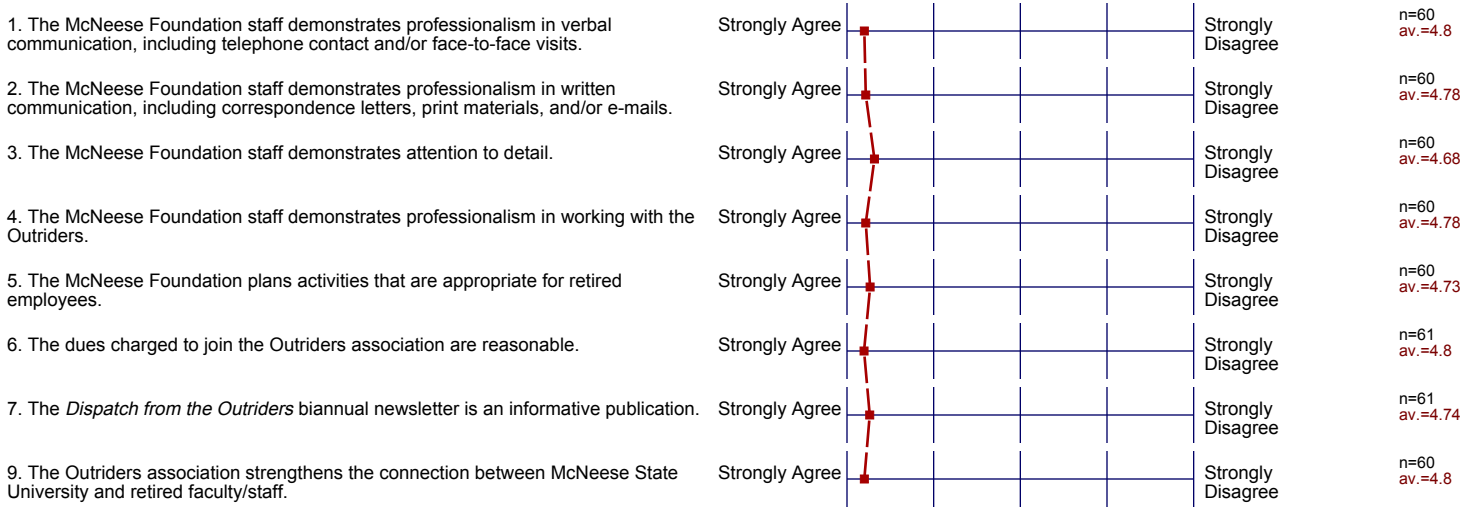 1. The McNeese Foundation staff demonstrates professionalism in verbal
communication, including telephone contact and/or face-to-face visits.
Strongly Agree
Strongly
Disagree
n=60
av.=4.8
2. The McNeese Foundation staff demonstrates professionalism in written
communication, including correspondence letters, print materials, and/or e-mails.
Strongly Agree
Strongly
Disagree
n=60
av.=4.78
3. The McNeese Foundation staff demonstrates attention to detail.
Strongly Agree
Strongly
Disagree
n=60
av.=4.68
4. The McNeese Foundation staff demonstrates professionalism in working with the
Outriders.
Strongly Agree
Strongly
Disagree
n=60
av.=4.78
5. The McNeese Foundation plans activities that are appropriate for retired
employees.
Strongly Agree
Strongly
Disagree
n=60
av.=4.73
6. The dues charged to join the Outriders association are reasonable.
Strongly Agree
Strongly
Disagree
n=61
av.=4.8
7. The Dispatch from the Outriders biannual newsletter is an informative publication.
Strongly Agree
Strongly
Disagree
n=61
av.=4.74
9. The Outriders association strengthens the connection between McNeese State
University and retired faculty/staff.
Strongly Agree
Strongly
Disagree
n=60
av.=4.8